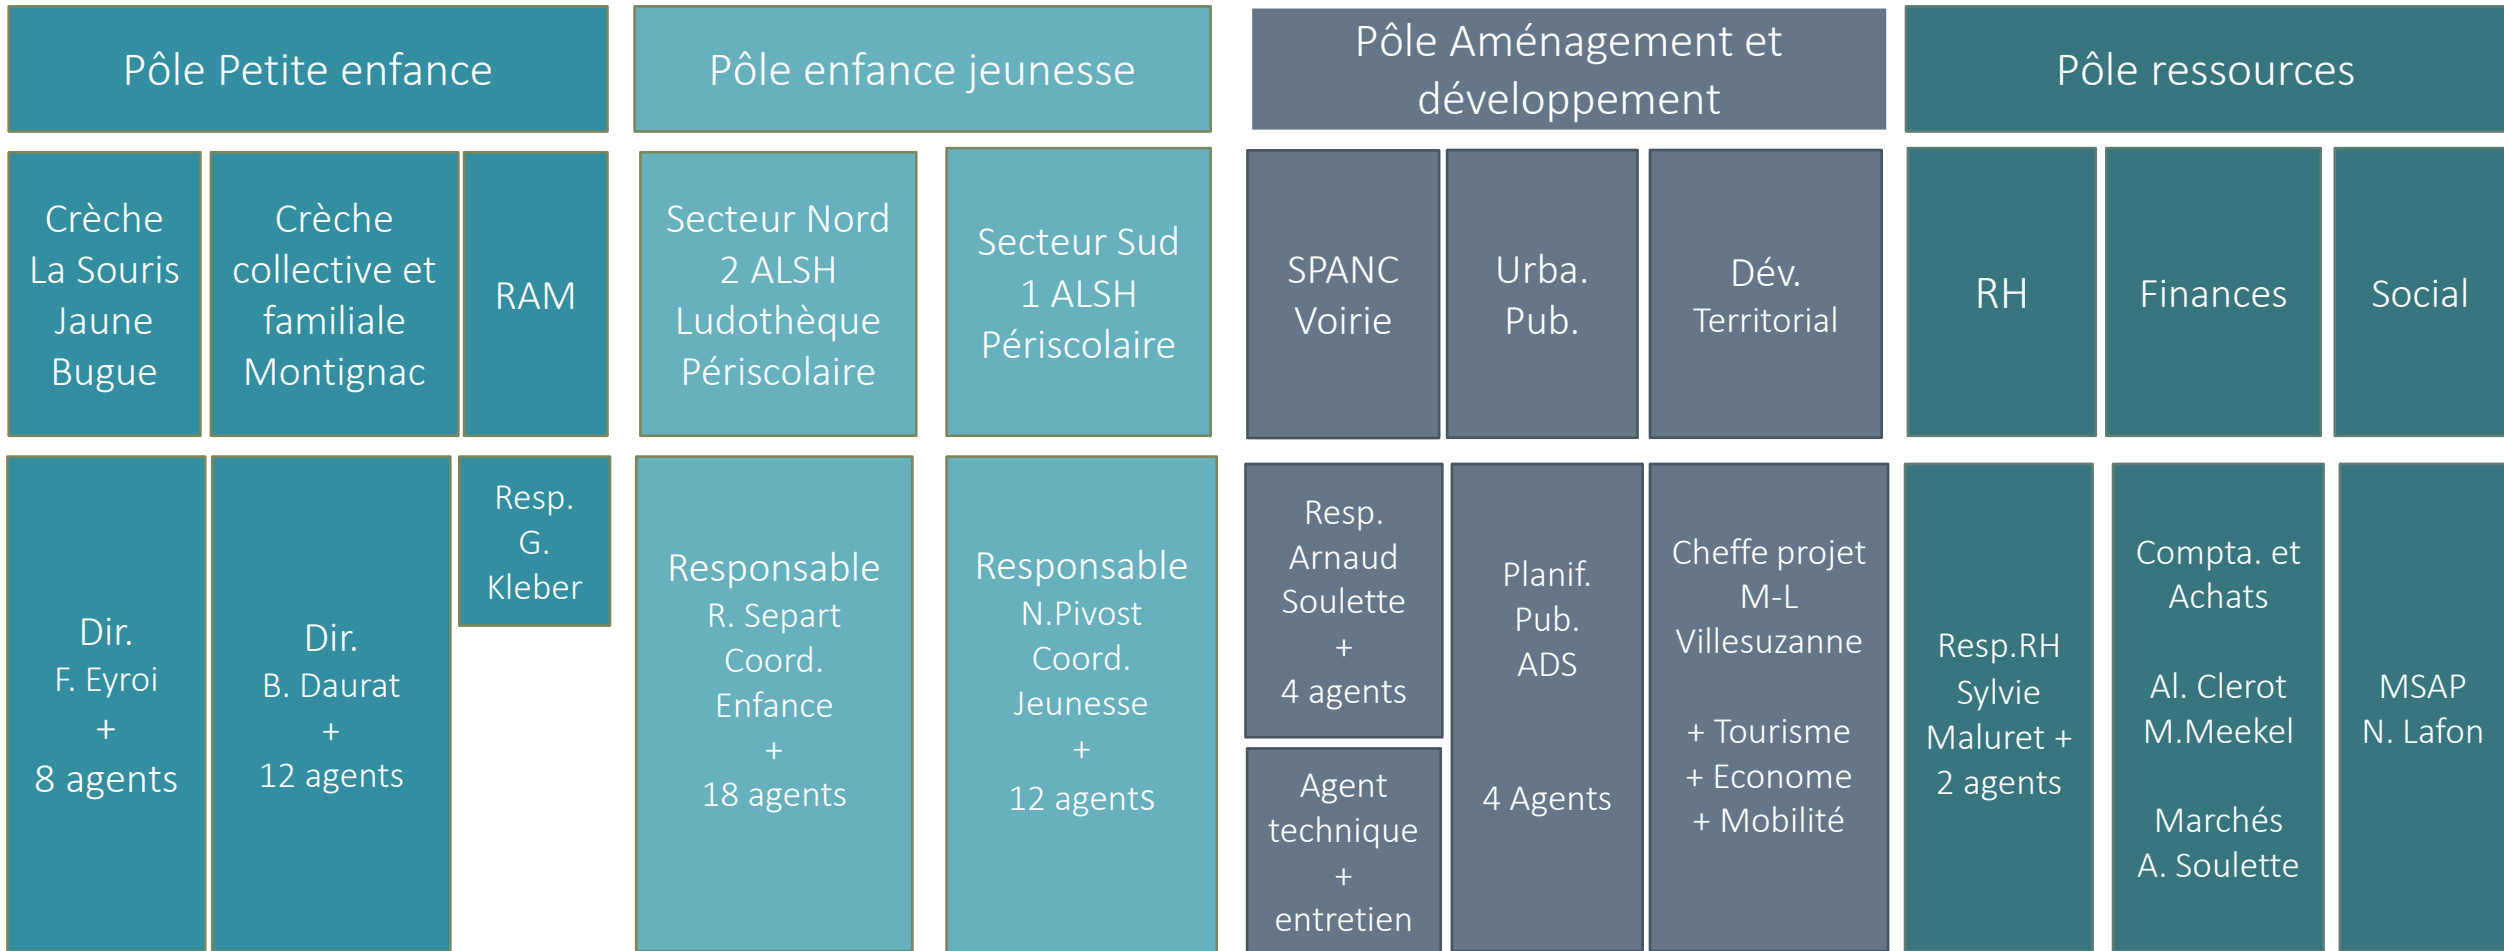 Pôle Petite enfance
Pôle enfance jeunesse
Pôle Aménagement et
développement
Pôle ressources
Crèche
La Souris
Jaune
Bugue
Crèche
collective et
familiale
Montignac
RAM
Secteur Nord
2 ALSH
Ludothèque
Périscolaire
Secteur Sud
1 ALSH
Périscolaire
SPANC
Voirie
Urba.
Pub.
Dév.
Territorial
RH
Finances
Social
Dir.
F. Eyroi
+
8 agents
Dir.
B. Daurat
+
12 agents
Resp.
G.
Kleber
Responsable
R. Separt
Coord.
Enfance
+
18 agents
Responsable
N.Pivost
Coord.
Jeunesse
+
12 agents
Resp.
Arnaud
Soulette
+
4 agents
Agent
technique
+
entretien
Planif.
Pub.
ADS
4 Agents
Cheffe projet
M-L
Villesuzanne
+ Tourisme
+ Econome
+ Mobilité
Resp.RH
Sylvie
Maluret +
2 agents
Compta. et
Achats
Al. Clerot
M.Meekel
Marchés
A. Soulette
MSAP
N. Lafon